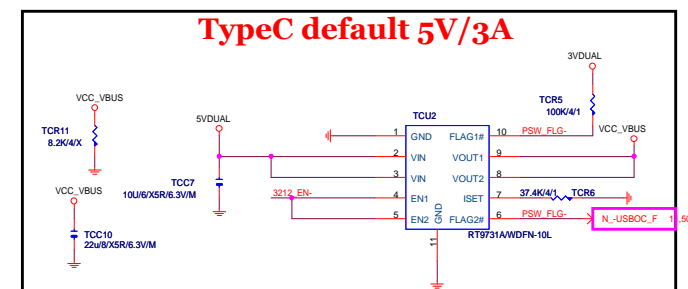 TypeC default 5V/3A
3VDUAL
VCC_VBUS
TCR11
8.2K/4/X
5VDUAL
TCU2
TCR5
100K/4/1
VCC_VBUS
1 GND FLAG1# 10 PSW_FLG-
2 VIN VOUT1 9
3 VIN VOUT2 8
TCC7
10U/6/X5R/6.3V/M
VCC_VBUS
3212_EN- 4 EN1 ISET 7 37.4K/4/1 TCR6
5 EN2 GND FLAG2# 6 PSW_FLG- N_-USBOC_F
TCC10
22u/8/X5R/6.3V/M
11
RT9731A/WDFN-10L